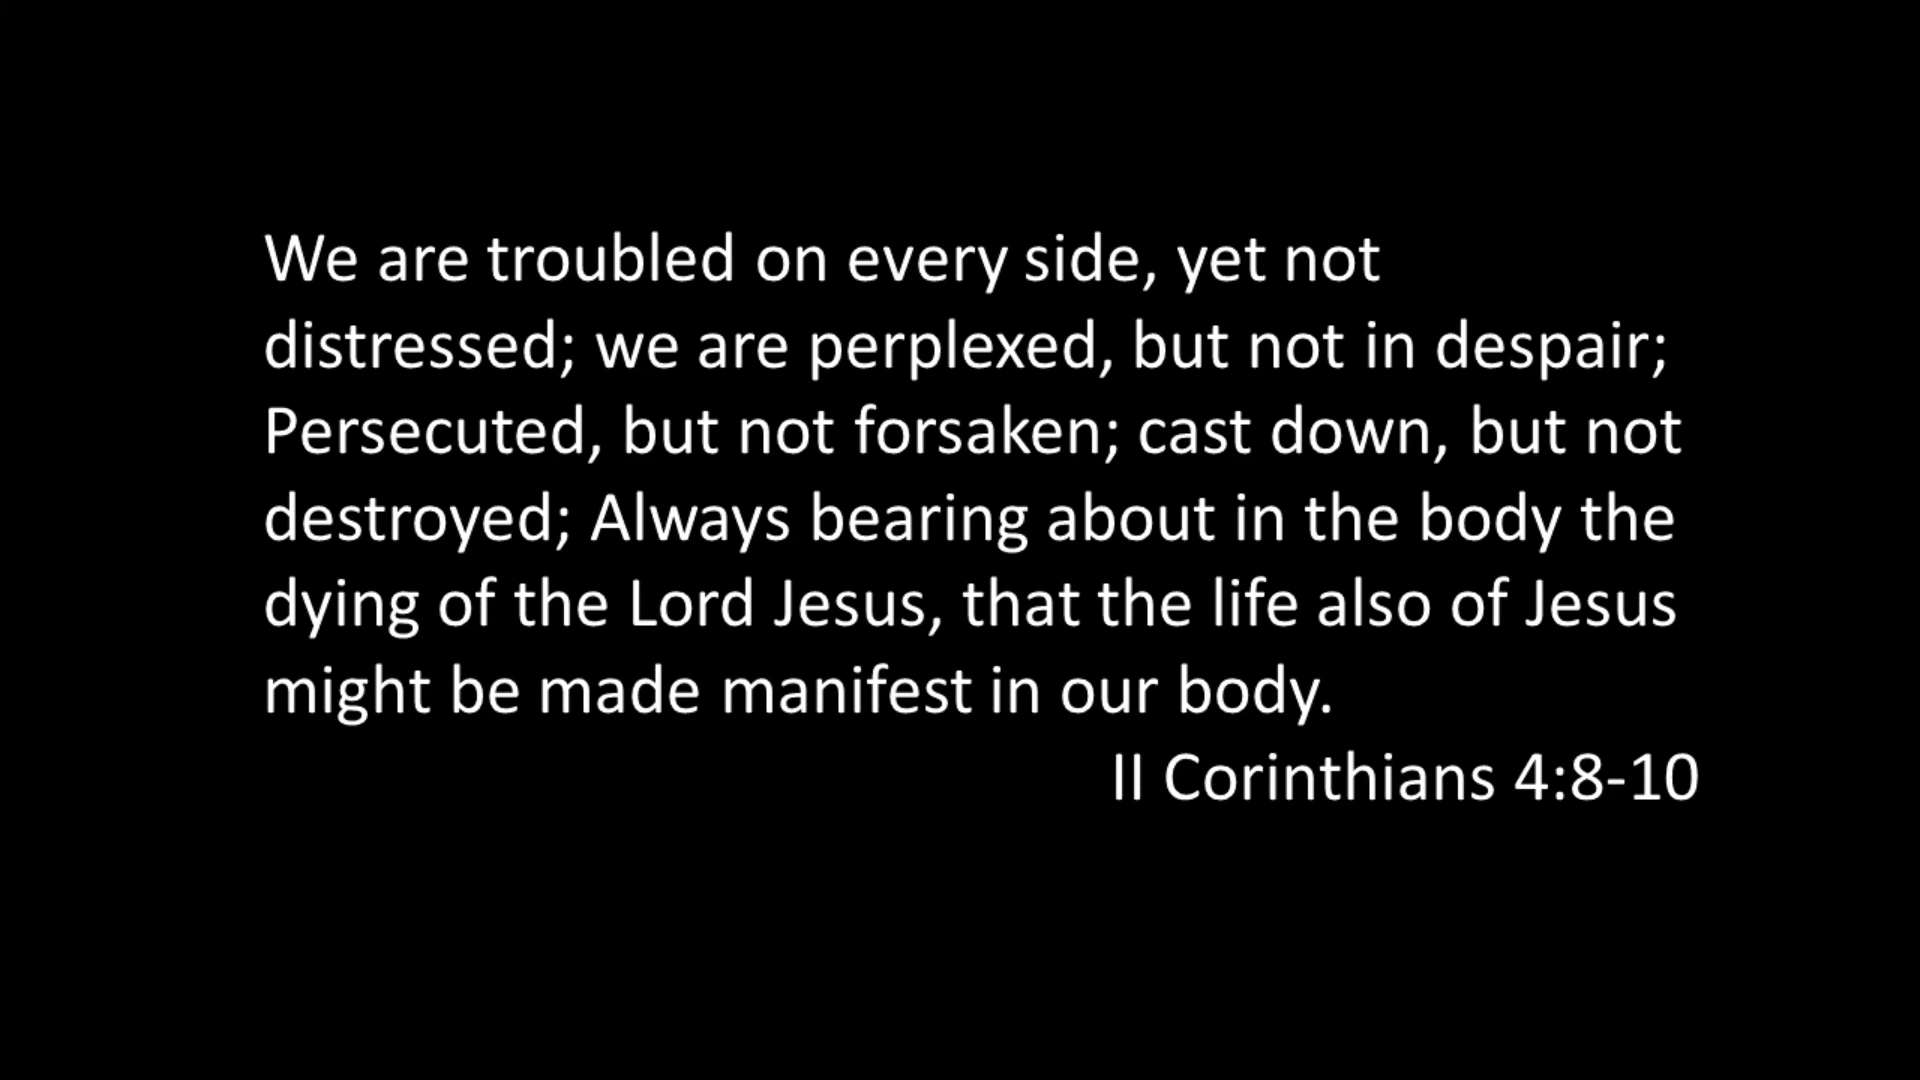 We are troubled on every side, yet not
distressed; we are perplexed, but not in despair;
Persecuted, but not forsaken; cast down, but not
destroyed; Always bearing about in the body the
dying of the Lord Jesus, that the life also of Jesus
might be made manifest in our body.
II Corinthians 4:8-10